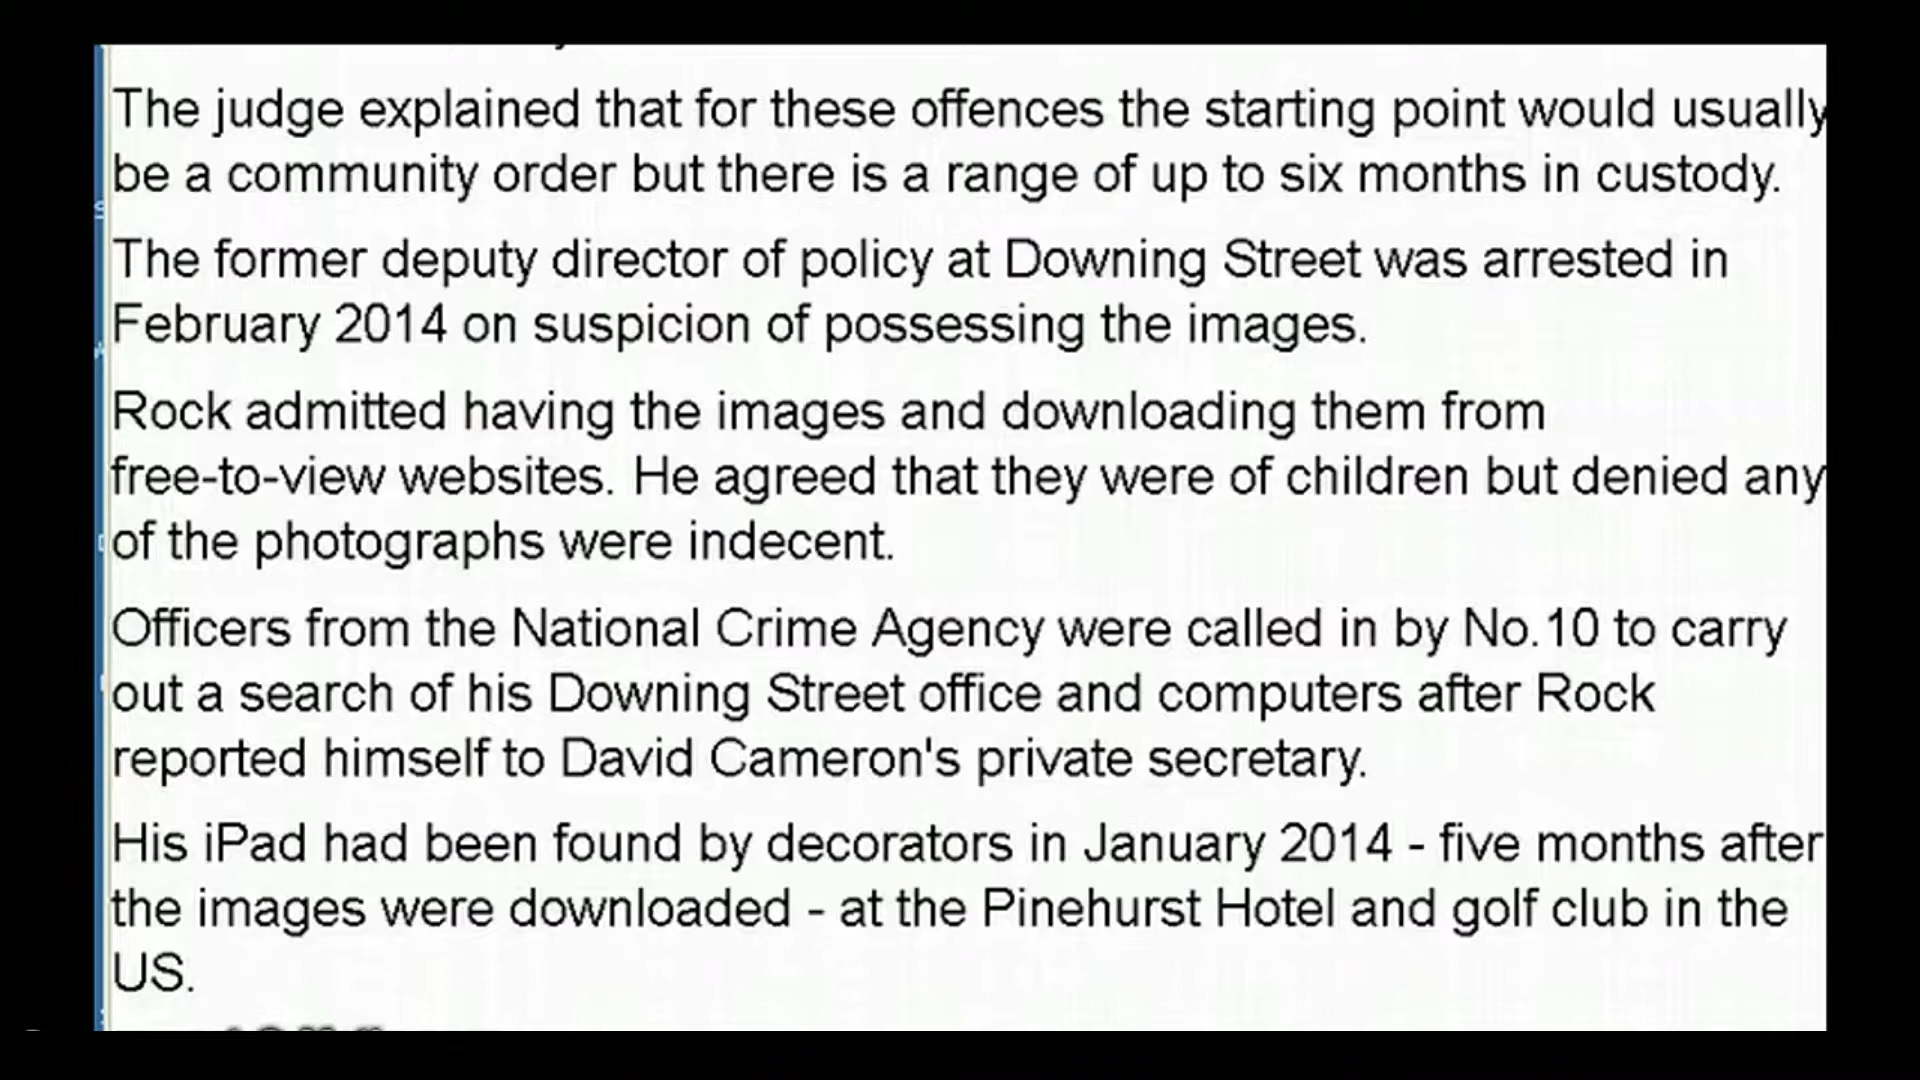 The judge explained that for these offences the starting point would usually
be a community order but there is a range of up to six months in custody.
The former deputy director of policy at Downing Street was arrested in
February 2014 on suspicion of possessing the images.
Rock admitted having the images and downloading them from
free-to-view websites. He agreed that they were of children but denied any
of the photographs were indecent.
Officers from the National Crime Agency were called in by No.10 to carry
out a search of his Downing Street office and computers after Rock
reported himself to David Cameron's private secretary.
His iPad had been found by decorators in January 2014 - five months after
the images were downloaded - at the Pinehurst Hotel and golf club in the
US.